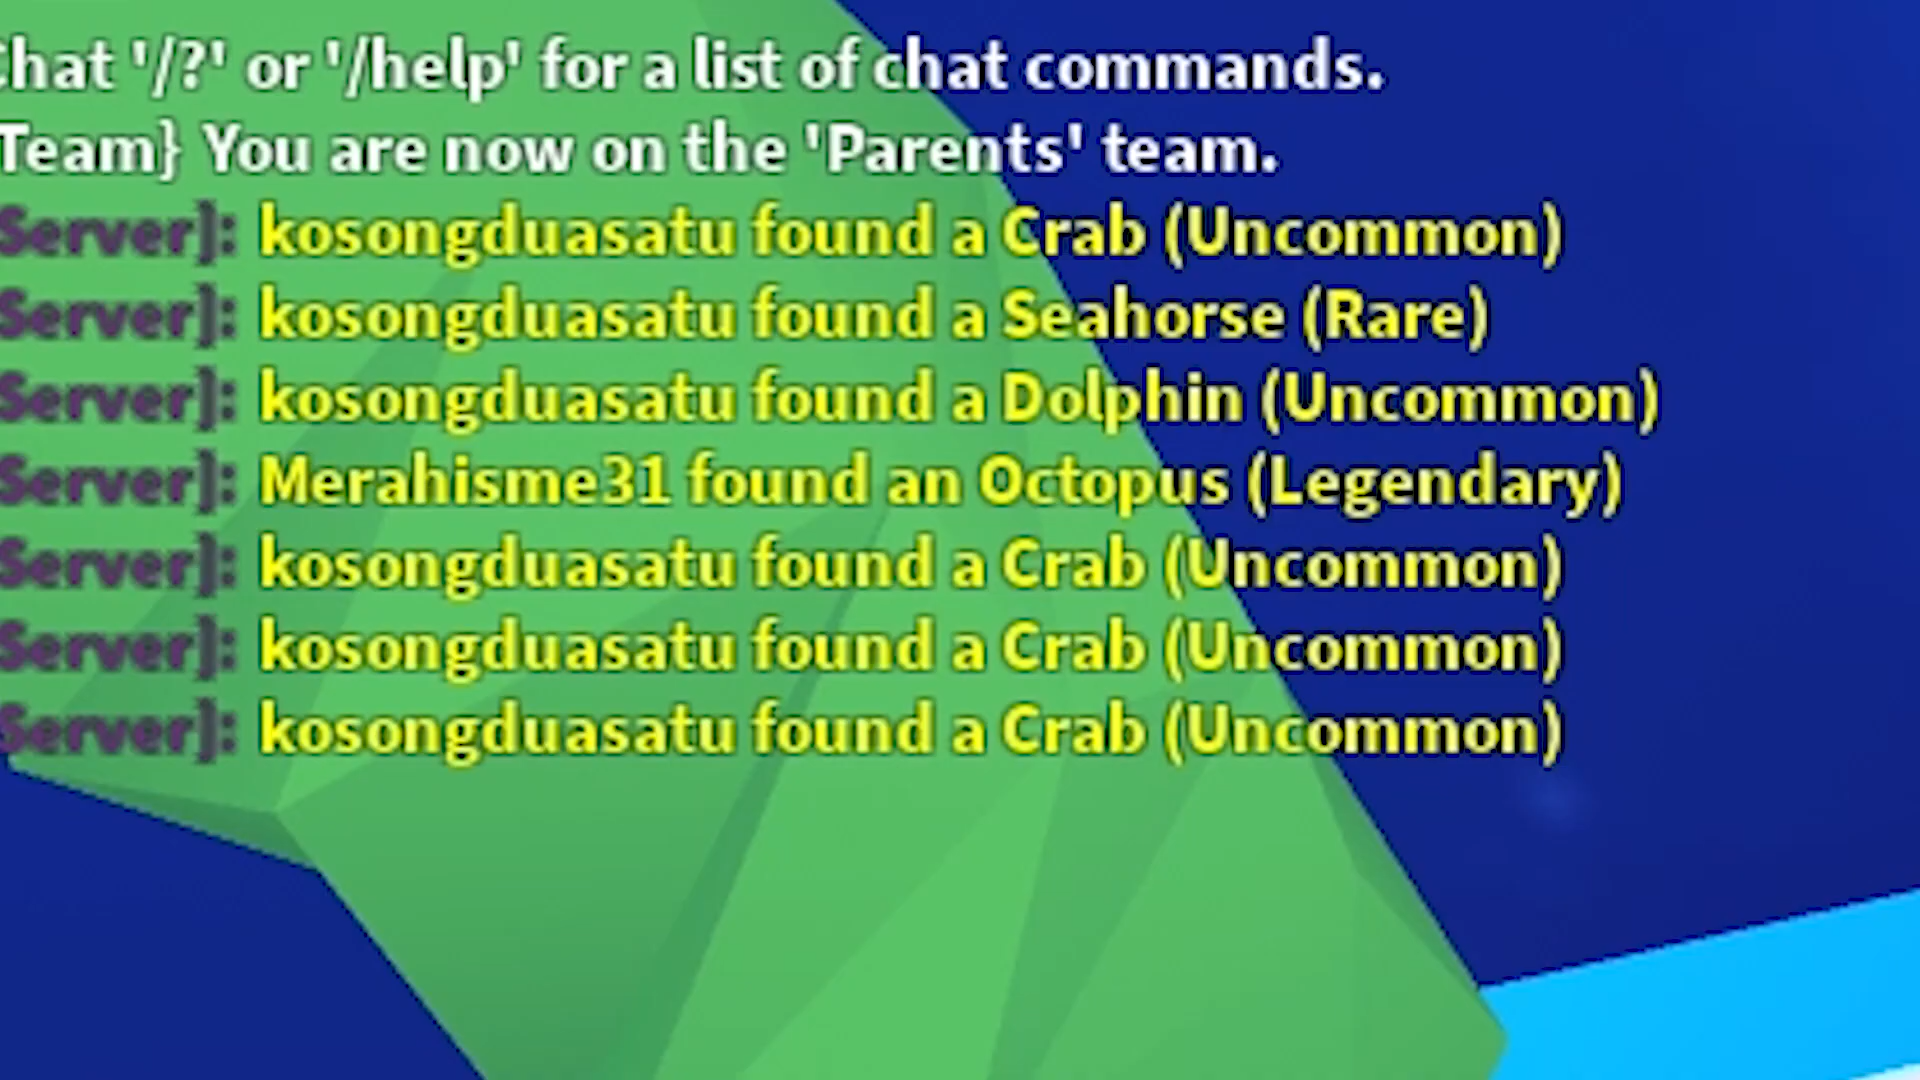 Chat '/?' or '/help' for a list of chat commands.
Team} You are now on the 'Parents' team.
Server]: kosongduasatu found a Crab (Uncommon)
Server]: kosongduasatu found a Seahorse (Rare)
Server]: kosongduasatu found a Dolphin (Uncommon)
Server]: Merahisme31 found an Octopus (Legendary)
Server]: kosongduasatu found a Crab (Uncommon)
Server]: kosongduasatu found a Crab (Uncommon)
Server]: kosongduasatu found a Crab (Uncommon)